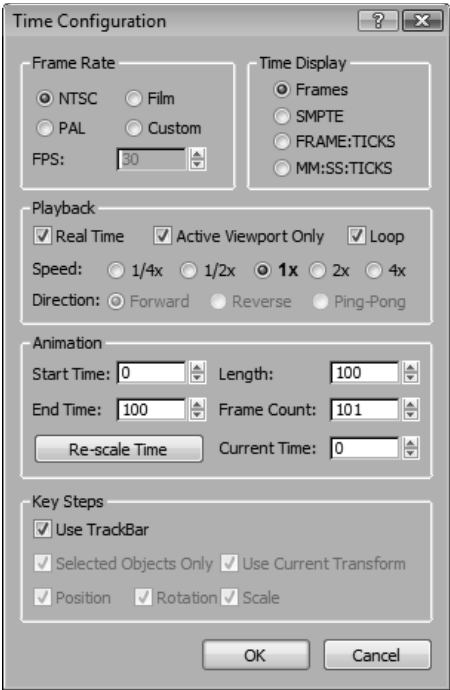 Time Configuration
Frame Rate
NTSC Film
PAL Custom
FPS: 30
Time Display
Frames
SMPTE
FRAME:TICKS
MM:SS:TICKS
Playback
Real Time Active Viewport Only Loop
Speed: 1/4x 1/2x 1x 2x 4x
Direction: Forward Reverse Ping-Pong
Animation
Start Time: 0 Length: 100
End Time: 100 Frame Count: 101
Re-scale Time Current Time: 0
Key Steps
Use TrackBar
Selected Objects Only Use Current Transform
Position Rotation Scale
OK Cancel